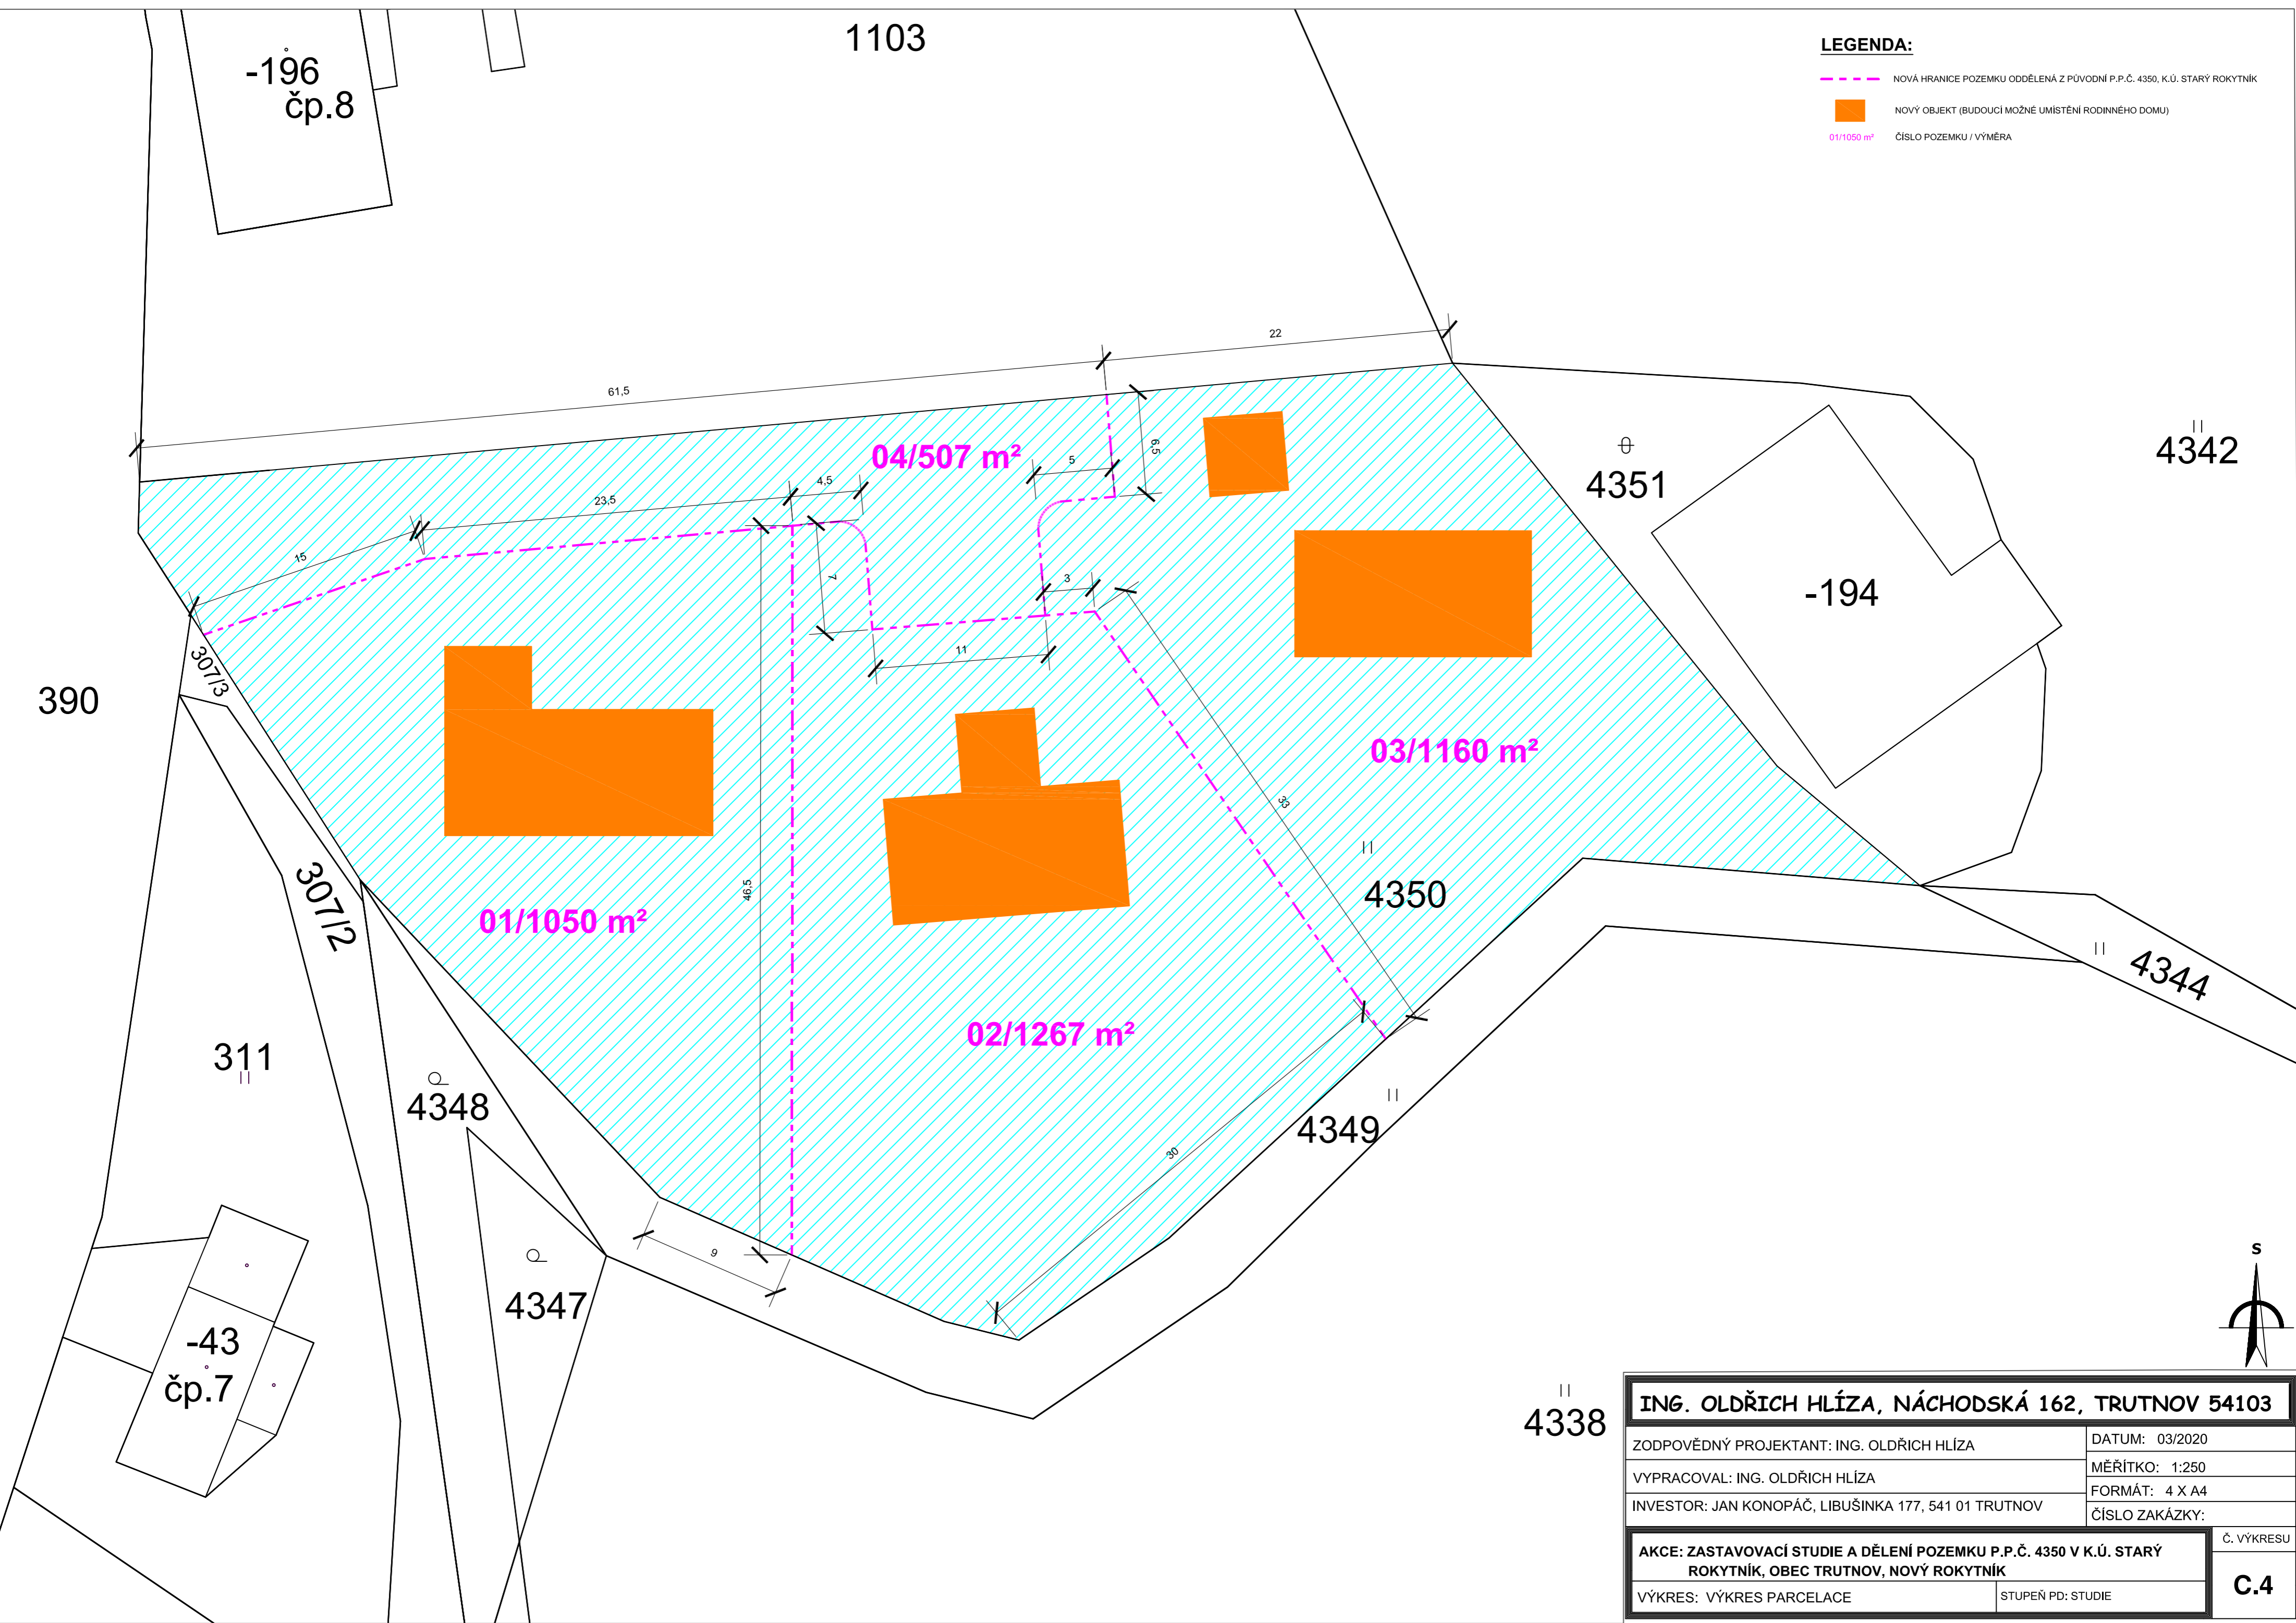 1103
-196
čp.8
LEGENDA:
NOVÁ HRANICE POZEMKU ODDĚLENÁ Z PŮVODNÍ P.P.Č. 4350, K.Ú. STARÝ ROKYTNÍK
NOVÝ OBJEKT (BUDOUCÍ MOŽNÉ UMÍSTĚNÍ RODINNÉHO DOMU)
01/1050 m² ČÍSLO POZEMKU / VÝMĚRA
22
61,5
04/507 m²
5
6,5
4,5
23,5
15
7
3
11
4351
4342
-194
390
307/3
03/1160 m²
33
4350
46,5
01/1050 m²
307/2
02/1267 m²
4344
311
4348
4349
30
9
4347
-43
čp.7
4338
S
ING. OLDŘICH HLÍZA, NÁCHODSKÁ 162, TRUTNOV 54103
ZODPOVĚDNÝ PROJEKTANT: ING. OLDŘICH HLÍZA
DATUM: 03/2020
VYPRACOVAL: ING. OLDŘICH HLÍZA
MĚŘÍTKO: 1:250
FORMÁT: 4 X A4
INVESTOR: JAN KONOPÁČ, LIBUŠINKA 177, 541 01 TRUTNOV
ČÍSLO ZAKÁZKY:
AKCE: ZASTAVOVACÍ STUDIE A DĚLENÍ POZEMKU P.P.Č. 4350 V K.Ú. STARÝ
ROKYTNÍK, OBEC TRUTNOV, NOVÝ ROKYTNÍK
Č. VÝKRESU
C.4
VÝKRES: VÝKRES PARCELACE
STUPEŇ PD: STUDIE